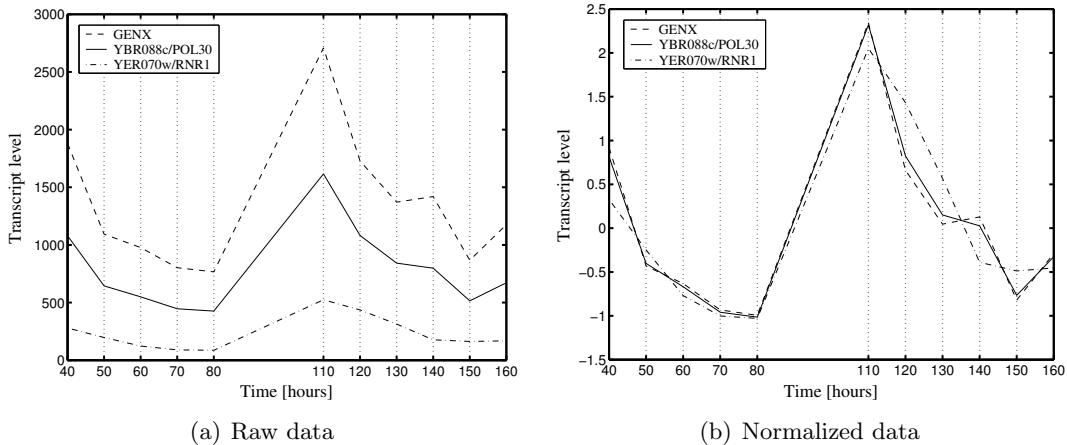 GENX
YBR088c/POL30
YER070w/RNR1
3000
2500
2000
1500
1000
500
0
Transcript level
40 50 60 70 80 110 120 130 140 150 160
Time [hours]
(a) Raw data
GENX
YBR088c/POL30
YER070w/RNR1
2.5
2
1.5
1
0.5
0
−0.5
−1
−1.5
Transcript level
40 50 60 70 80 110 120 130 140 150 160
Time [hours]
(b) Normalized data